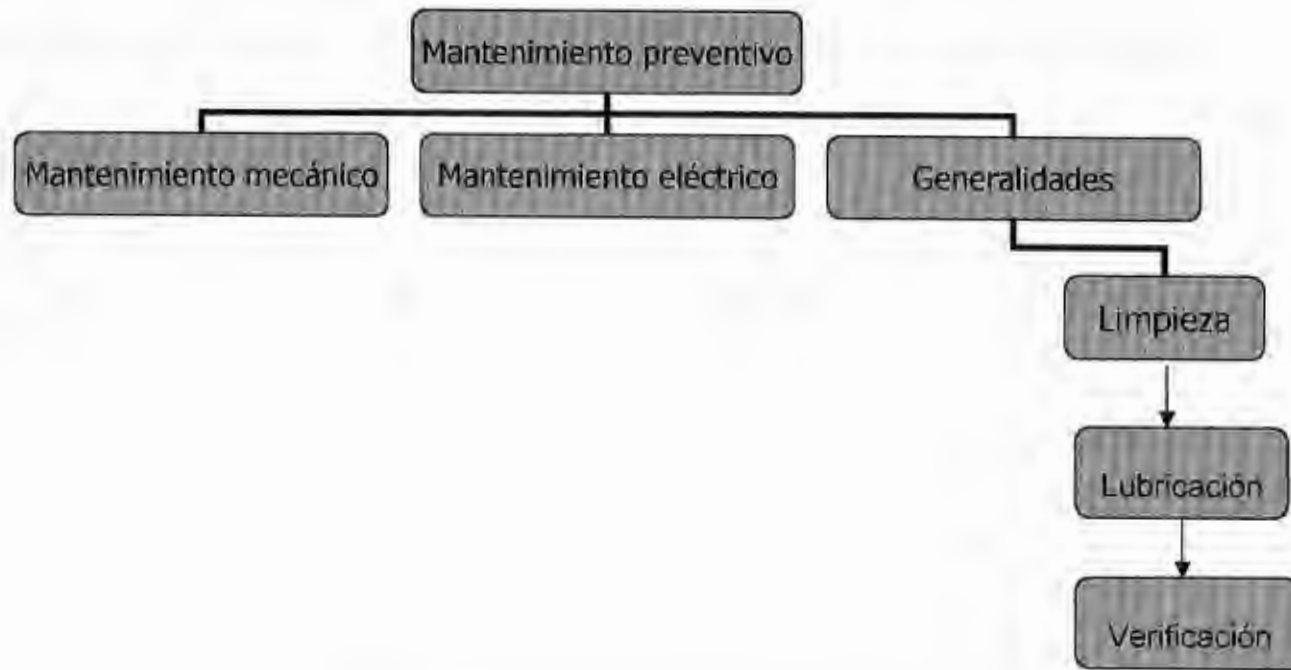 Mantenimiento preventivo
Mantenimiento mecánico
Mantenimiento eléctrico
Generalidades
Limpieza
Lubricación
Verificación